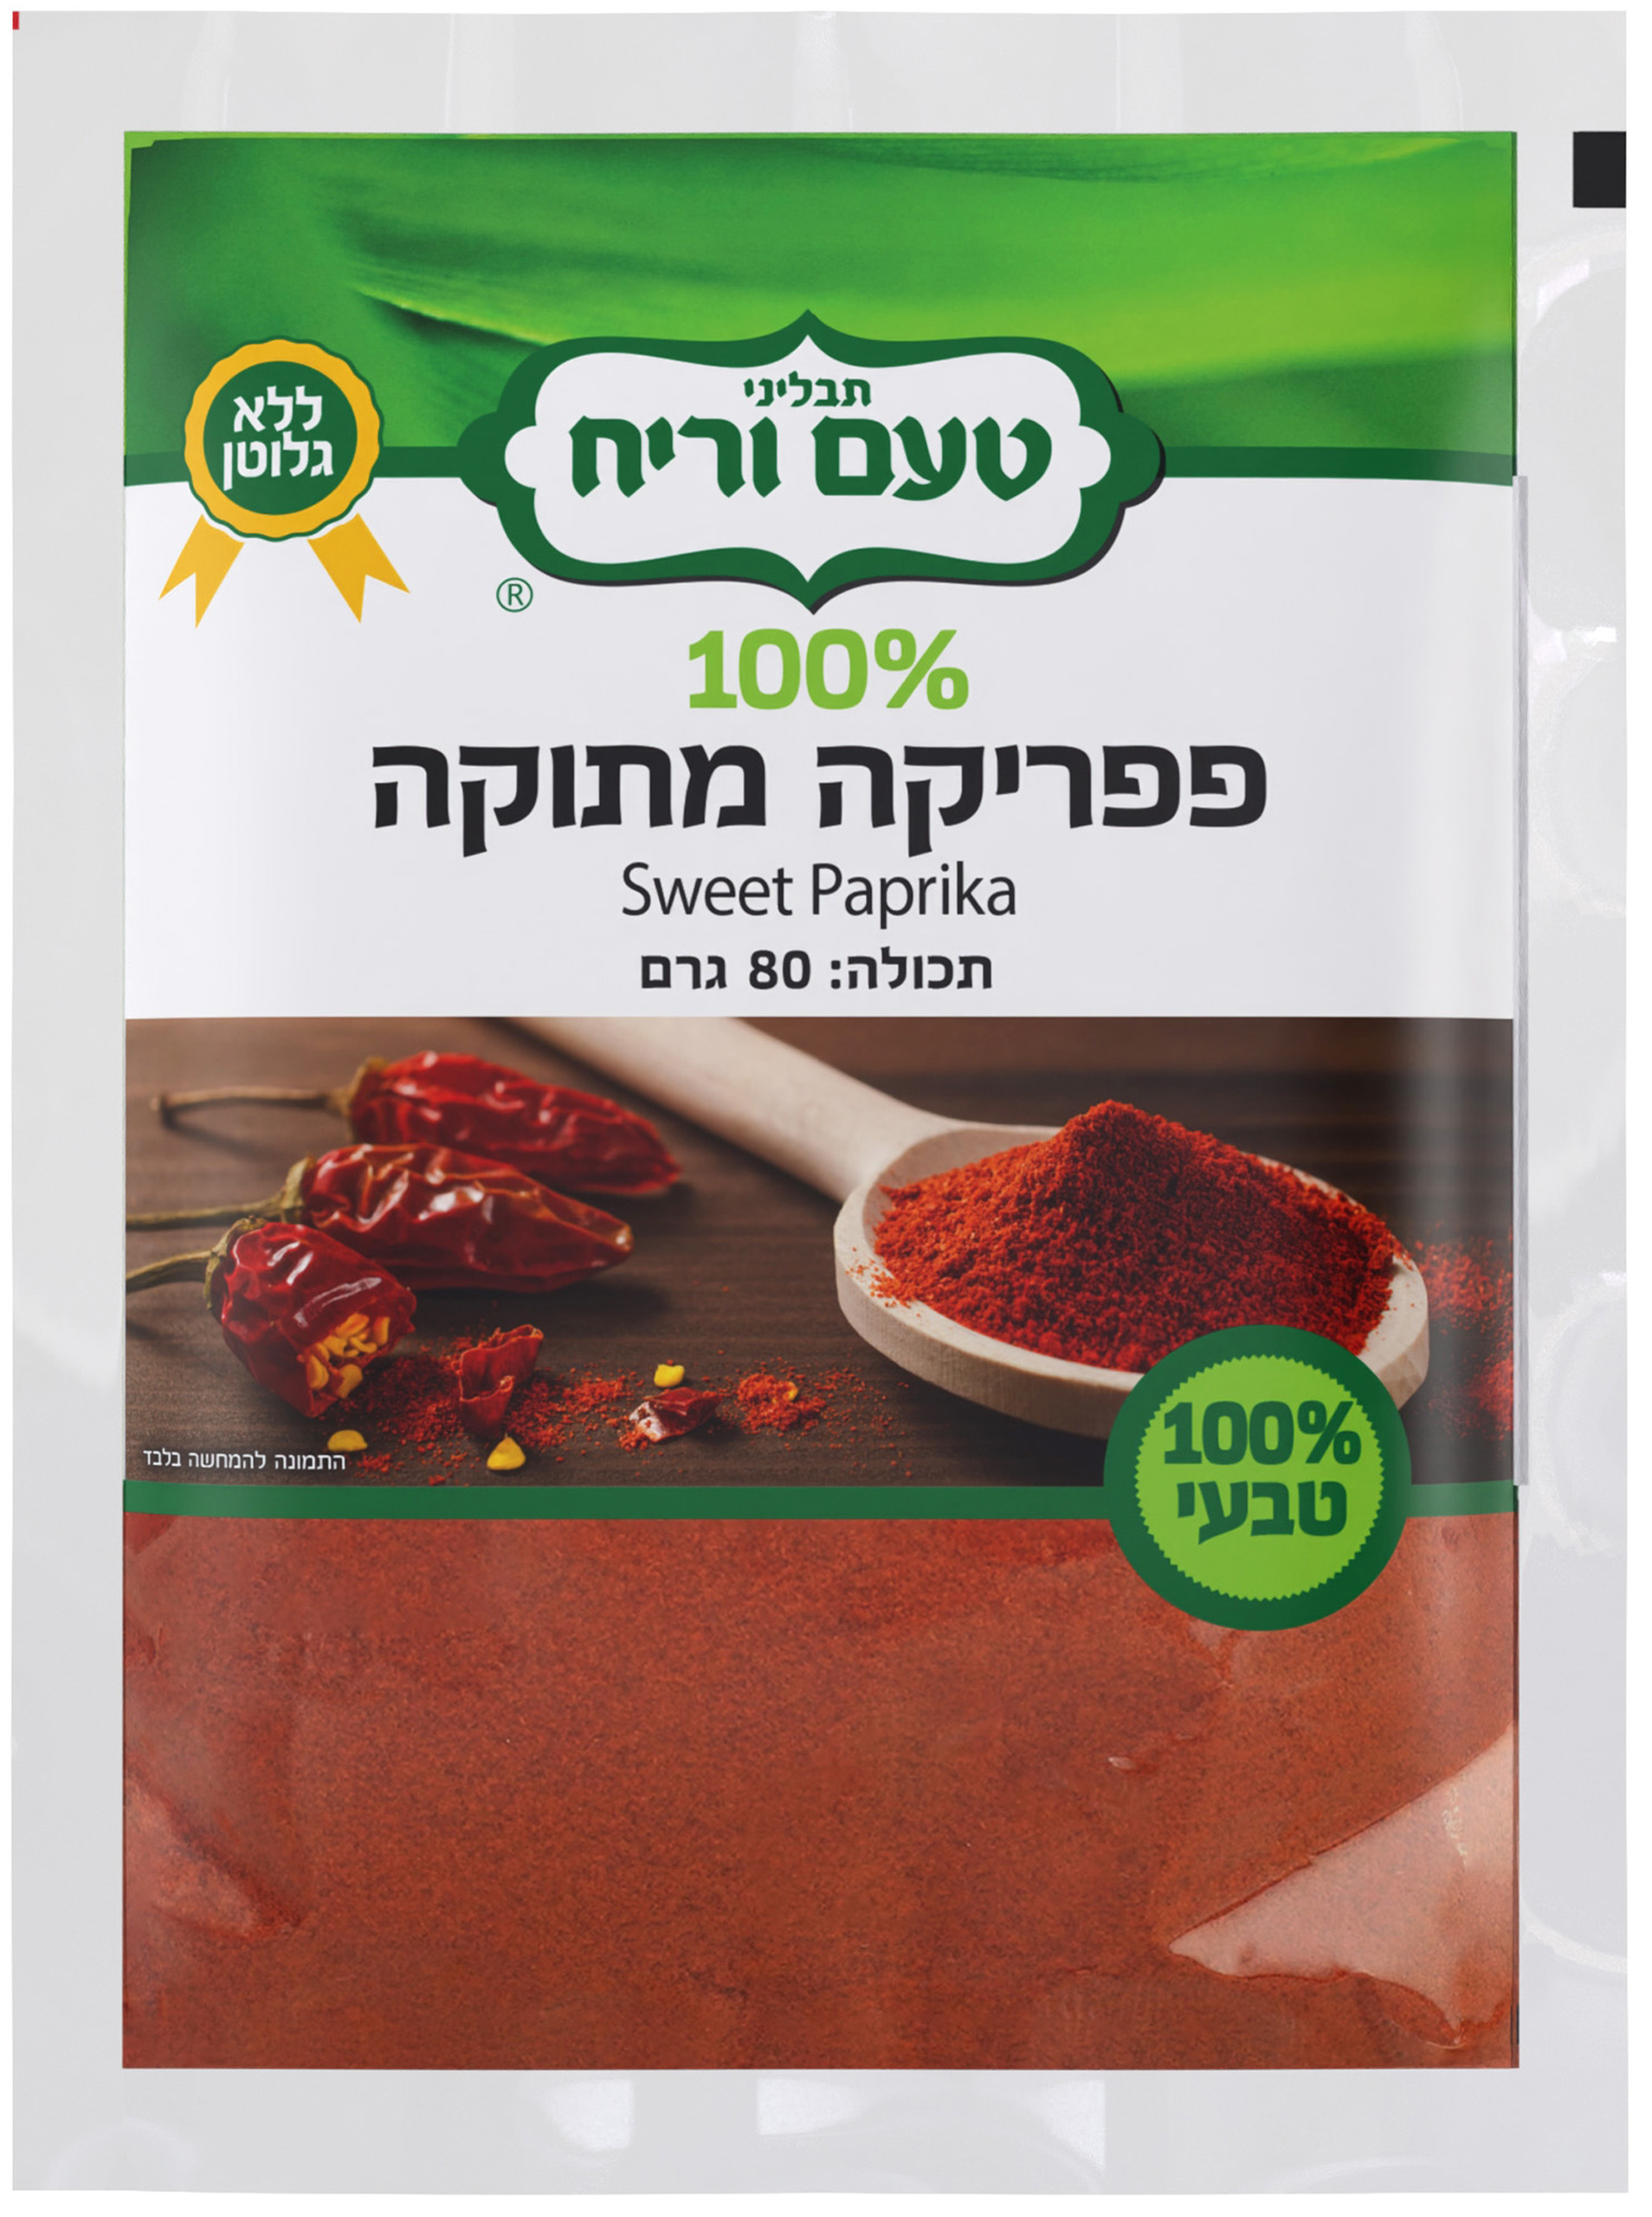 תבליני
טעם וריח
ללא
גלוטן
®
100%
פפריקה מתוקה
Sweet Paprika
תכולה: 80 גרם
התמונה להמחשה בלבד
100%
טבעי